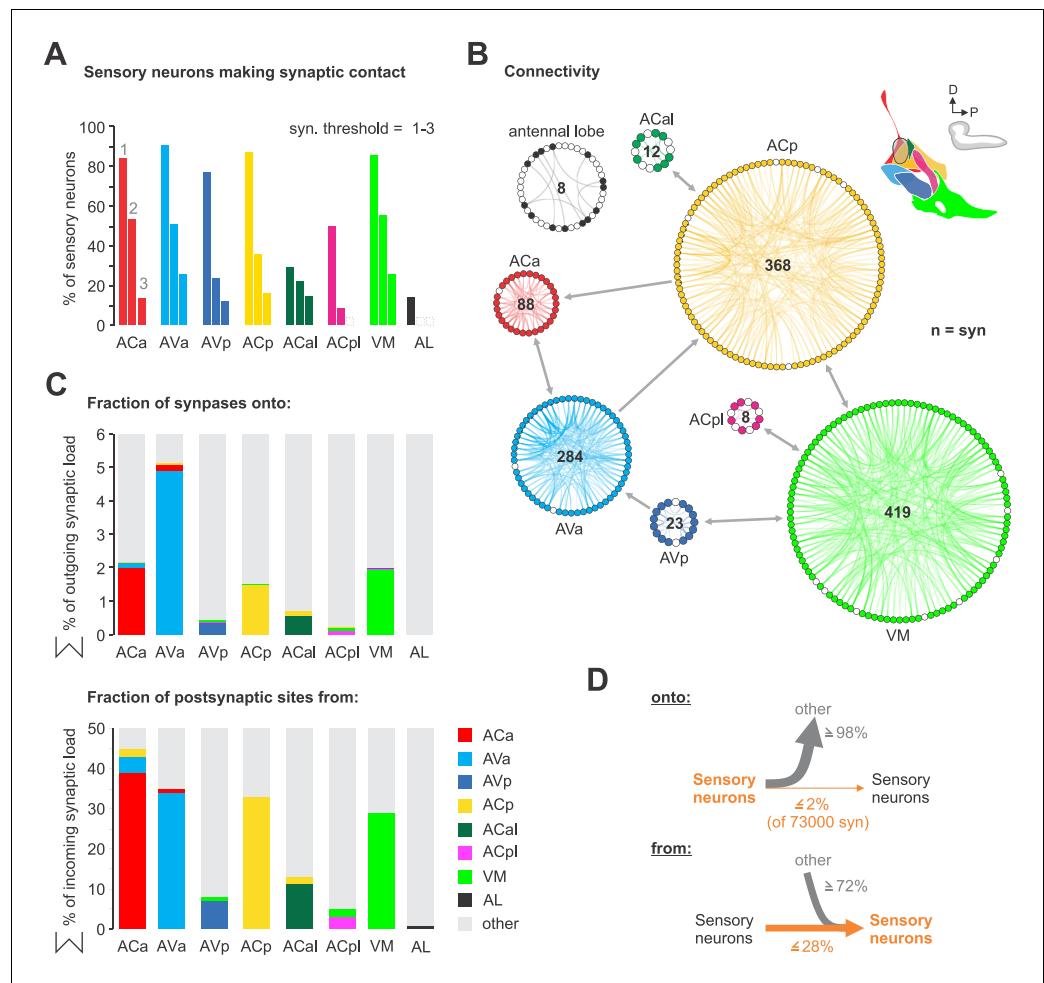 A
Sensory neurons making synaptic contact
syn. threshold = 1-3
% of sensory neurons
100
80
60
40
20
0
1
2
3
ACa AVa AVp ACp ACal ACpl VM AL
B
Connectivity
D
P
antennal lobe
8
ACal
12
ACp
368
ACa
88
n = syn
AVa
284
AVp
23
ACpl
8
VM
419
C
Fraction of synpases onto:
% of outgoing synaptic load
6
5
4
3
2
1
0
ACa AVa AVp ACp ACal ACpl VM AL
Fraction of postsynaptic sites from:
% of incoming synaptic load
50
40
30
20
10
0
ACa AVa AVp ACp ACal ACpl VM AL
ACa
AVa
AVp
ACp
ACal
ACpl
VM
AL
other
D
onto:
other
≧98%
Sensory
neurons
Sensory
neurons
≦2%
(of 73000 syn)
from:
other
≧72%
Sensory
neurons
Sensory
neurons
≦28%